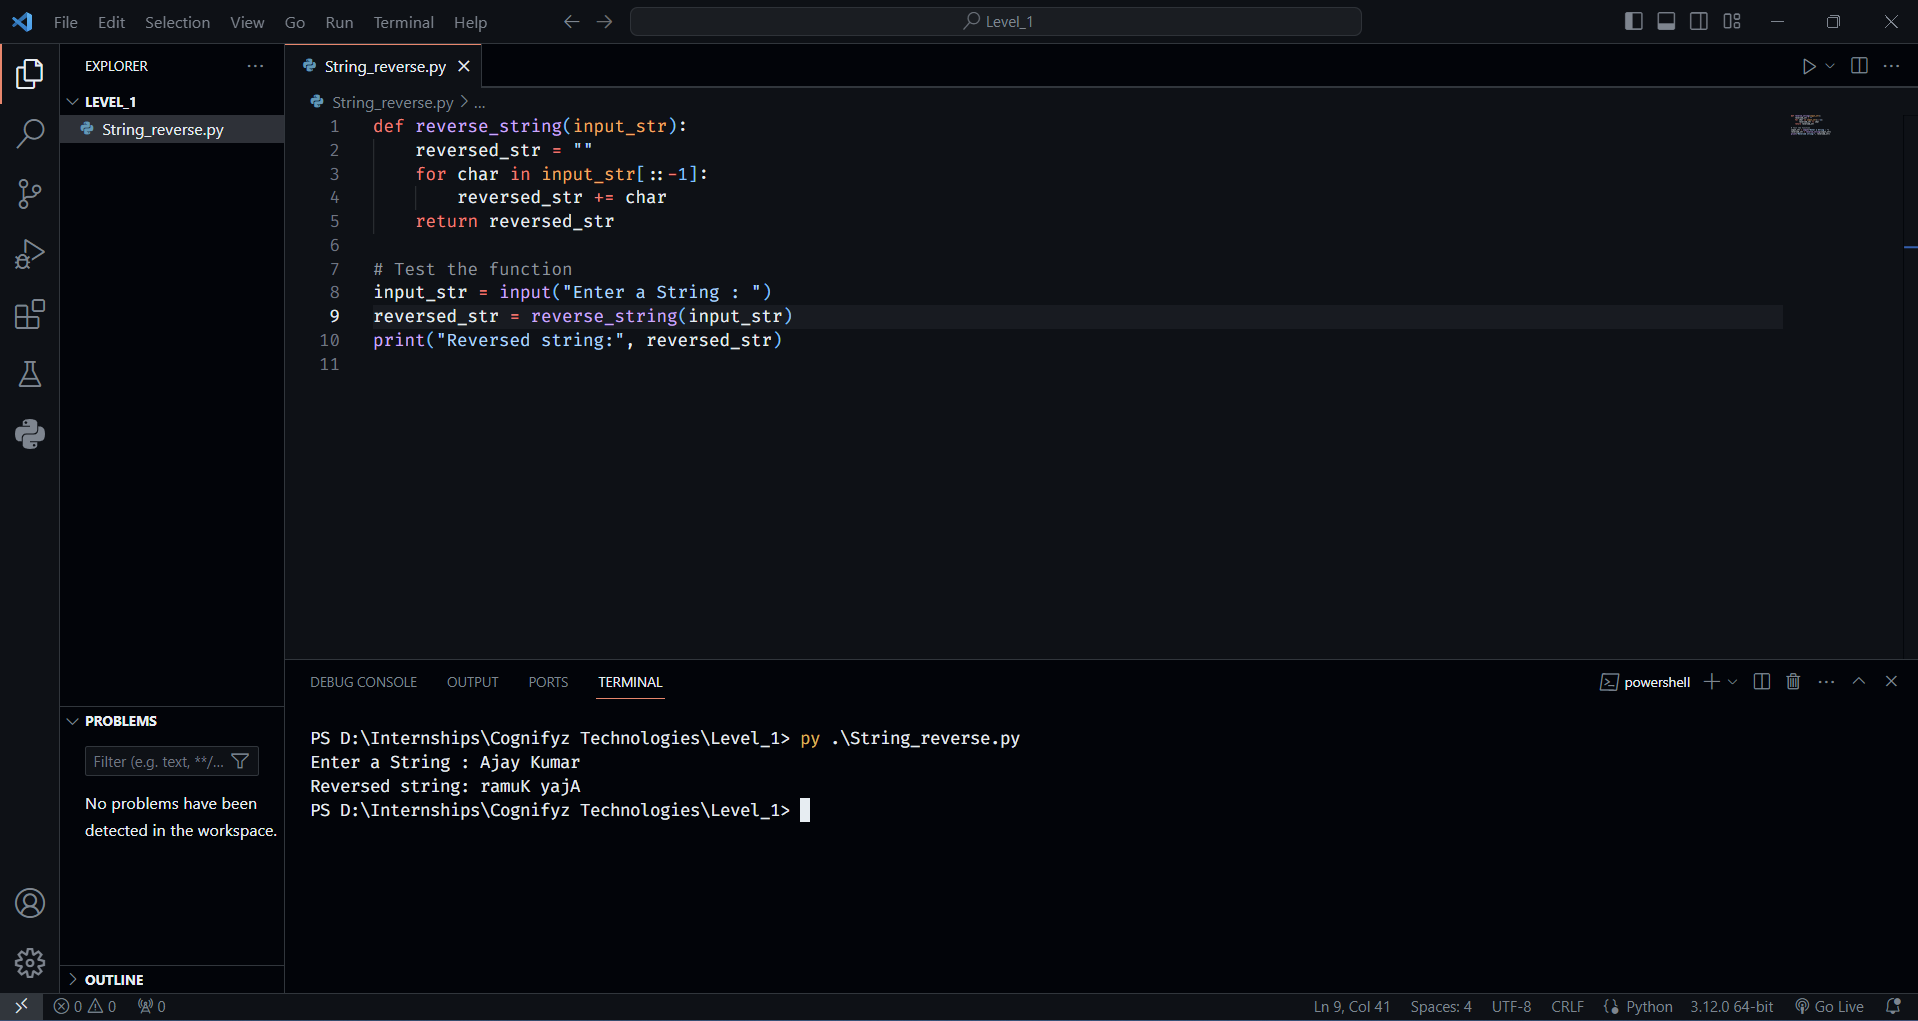 File Edit Selection View Go Run Terminal Help
Level_1
EXPLORER
LEVEL_1
String_reverse.py
String_reverse.py
String_reverse.py > ...
1 def reverse_string(input_str):
2     reversed_str = ""
3     for char in input_str[::-1]:
4         reversed_str += char
5     return reversed_str
6
7 # Test the function
8 input_str = input("Enter a String : ")
9 reversed_str = reverse_string(input_str)
10 print("Reversed string:", reversed_str)
11
DEBUG CONSOLE OUTPUT PORTS TERMINAL
powershell
PS D:\Internships\Cognifyz Technologies\Level_1> py .\String_reverse.py
Enter a String : Ajay Kumar
Reversed string: ramuK yajA
PS D:\Internships\Cognifyz Technologies\Level_1>
PROBLEMS
Filter (e.g. text, **/...
No problems have been
detected in the workspace.
OUTLINE
0 0 0
Ln 9, Col 41 Spaces: 4 UTF-8 CRLF Python 3.12.0 64-bit Go Live